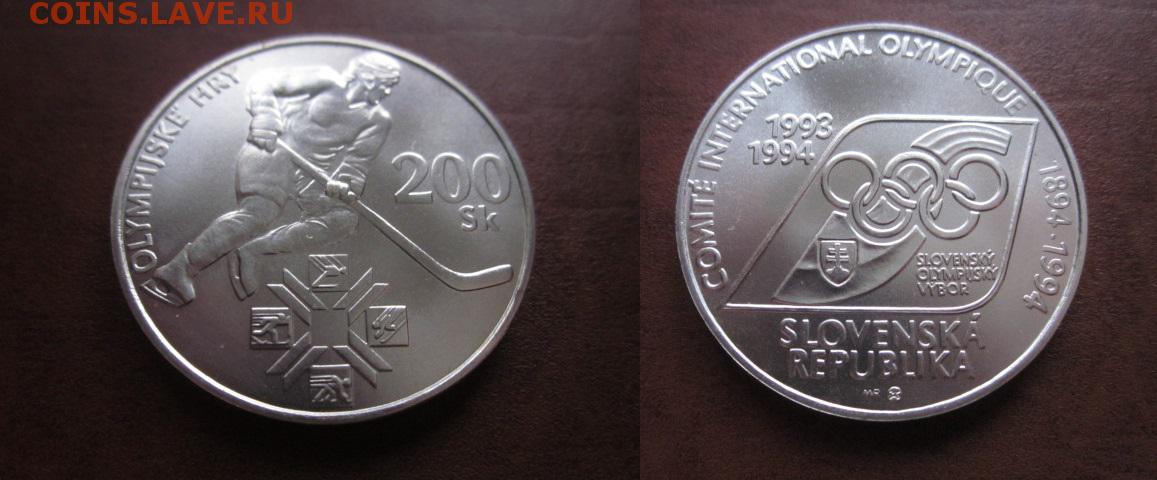 COINS.LAVE.RU
OLYMPIJSKÉ HRY
200
Sk
COMITÉ INTERNATIONAL OLYMPIQUE
1894-1994
1993
1994
SLOVENSKÝ
OLYMPIJSKÝ
VÝBOR
SLOVENSKÁ
REPUBLIKA
MR